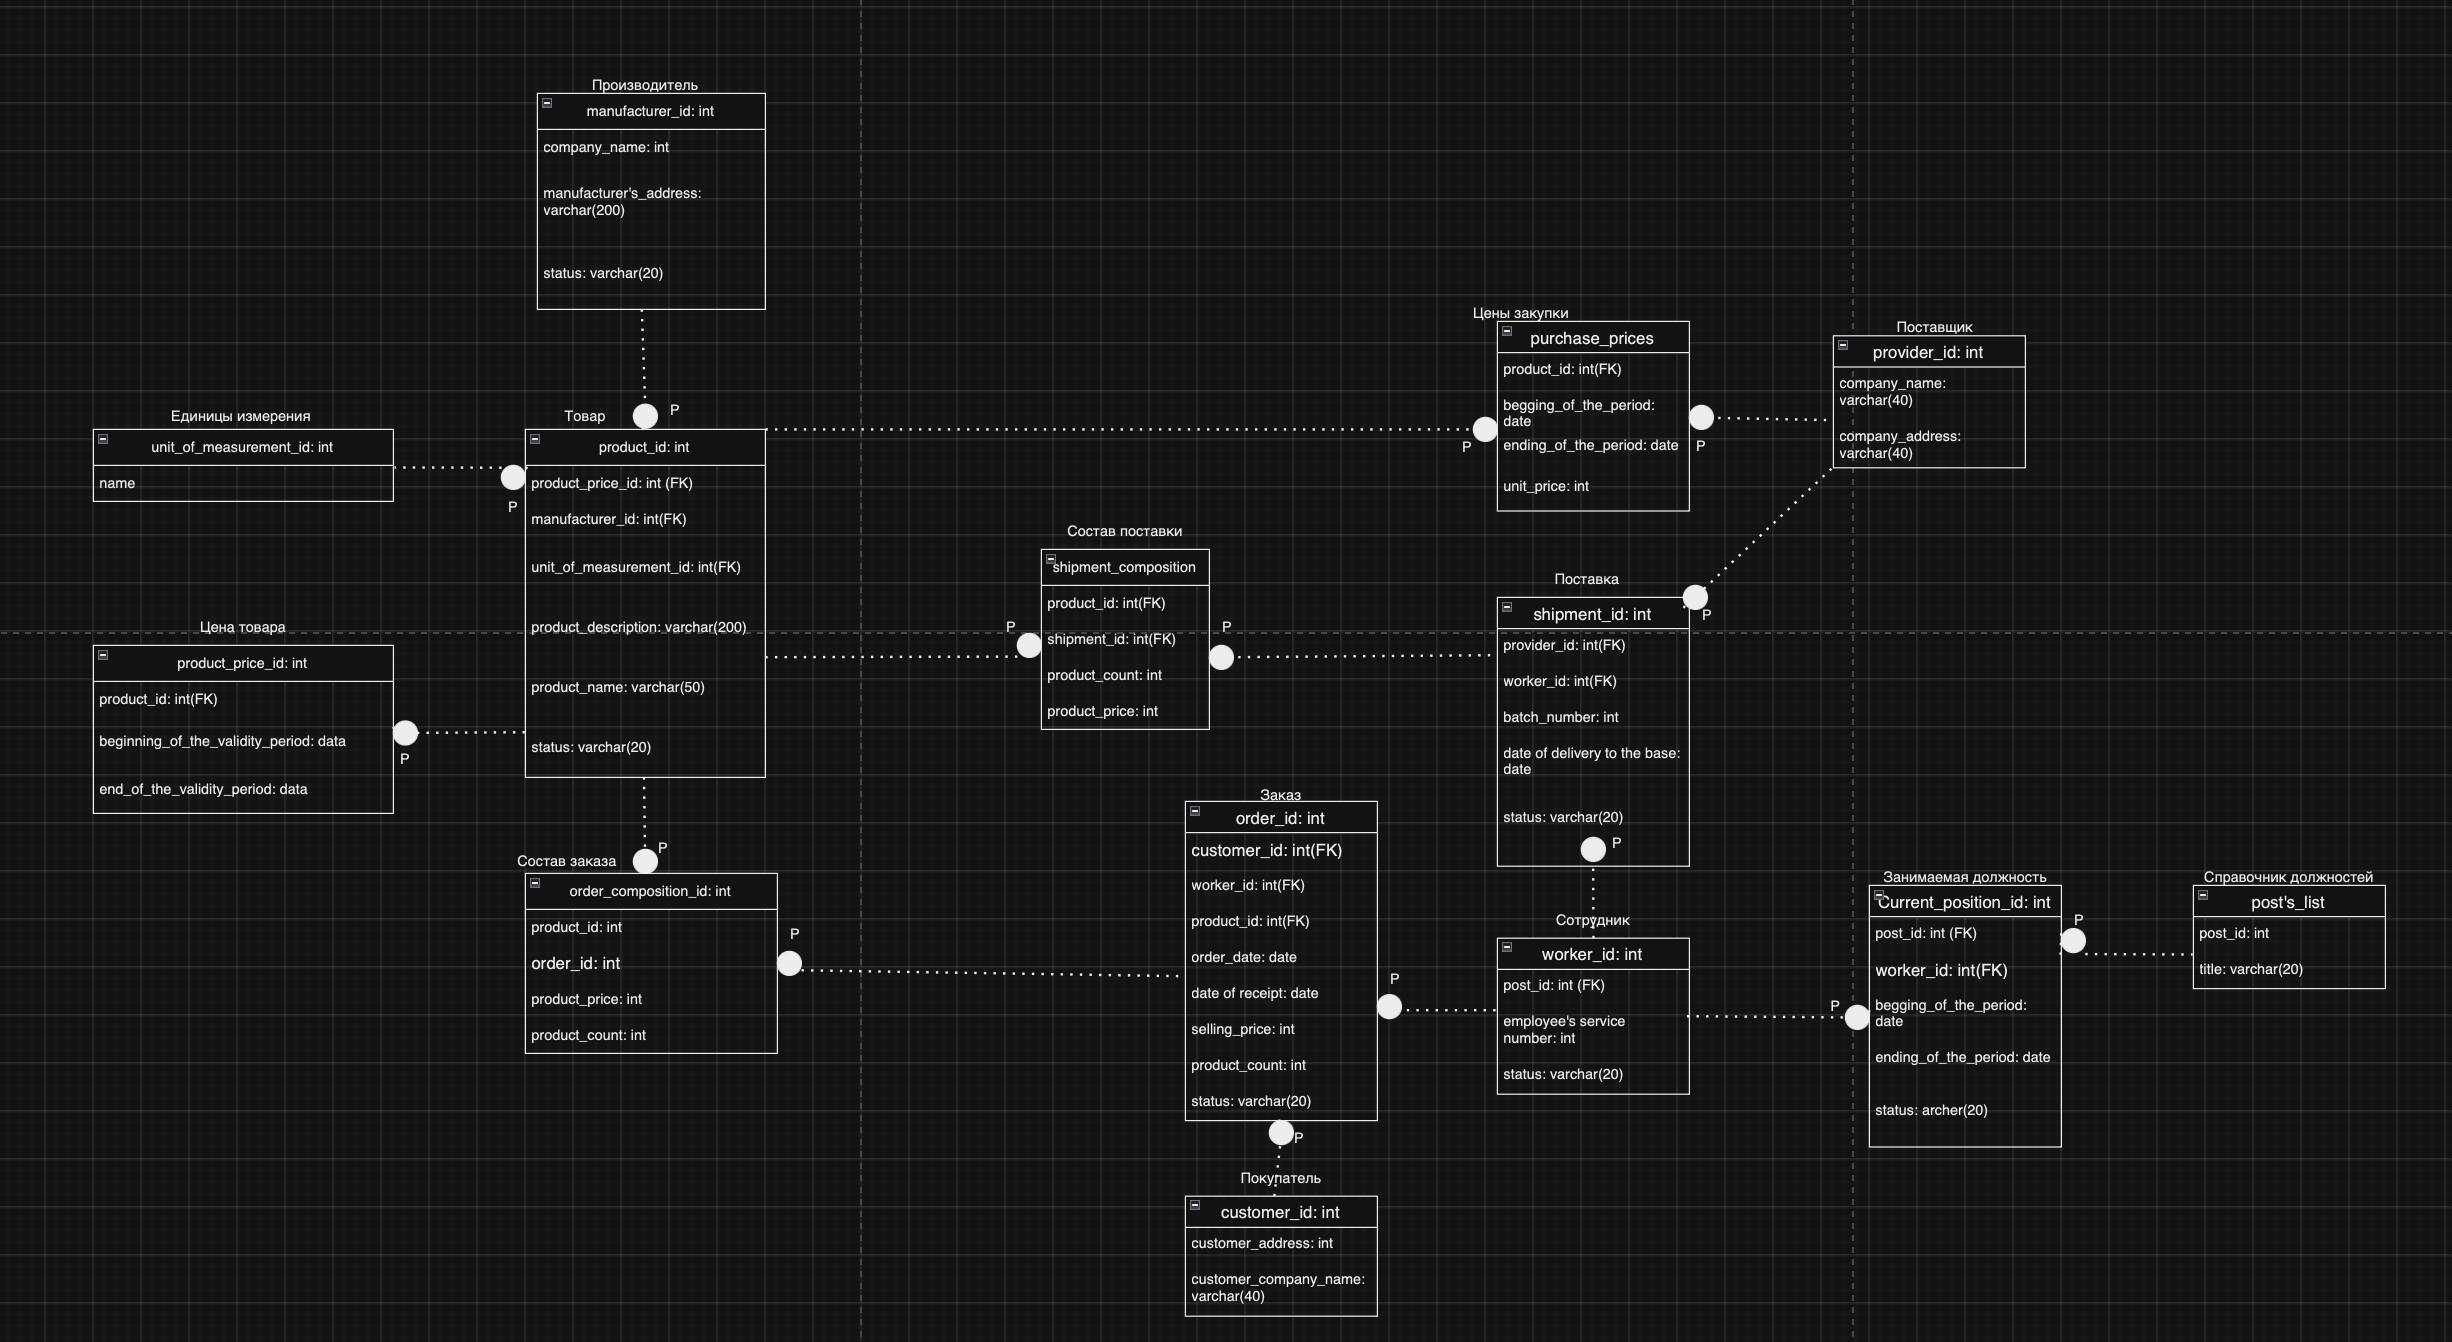 Производитель
manufacturer_id: int
company_name: int
manufacturer's_address:
varchar(200)
status: varchar(20)
Единицы измерения
unit_of_measurement_id: int
name
P
Товар
P
product_id: int
product_price_id: int (FK)
manufacturer_id: int(FK)
unit_of_measurement_id: int(FK)
product_description: varchar(200)
product_name: varchar(50)
status: varchar(20)
Цена товара
product_price_id: int
product_id: int(FK)
beginning_of_the_validity_period: data
end_of_the_validity_period: data
P
Состав заказа
P
order_composition_id: int
product_id: int
order_id: int
product_price: int
product_count: int
P
Состав поставки
shipment_composition
product_id: int(FK)
shipment_id: int(FK)
product_count: int
product_price: int
P
P
Цены закупки
purchase_prices
product_id: int(FK)
begging_of_the_period:
date
ending_of_the_period: date
unit_price: int
P
P
Поставщик
provider_id: int
company_name:
varchar(40)
company_address:
varchar(40)
Поставка
P
shipment_id: int
provider_id: int(FK)
worker_id: int(FK)
batch_number: int
date of delivery to the base:
date
status: varchar(20)
P
Заказ
order_id: int
customer_id: int(FK)
worker_id: int(FK)
product_id: int(FK)
order_date: date
date of receipt: date
selling_price: int
product_count: int
status: varchar(20)
P
P
Покупатель
customer_id: int
customer_address: int
customer_company_name:
varchar(40)
Сотрудник
worker_id: int
post_id: int (FK)
employee's service
number: int
status: varchar(20)
P
Занимаемая должность
Current_position_id: int
post_id: int (FK)
worker_id: int(FK)
begging_of_the_period:
date
ending_of_the_period: date
status: archer(20)
P
Справочник должностей
post's_list
post_id: int
title: varchar(20)